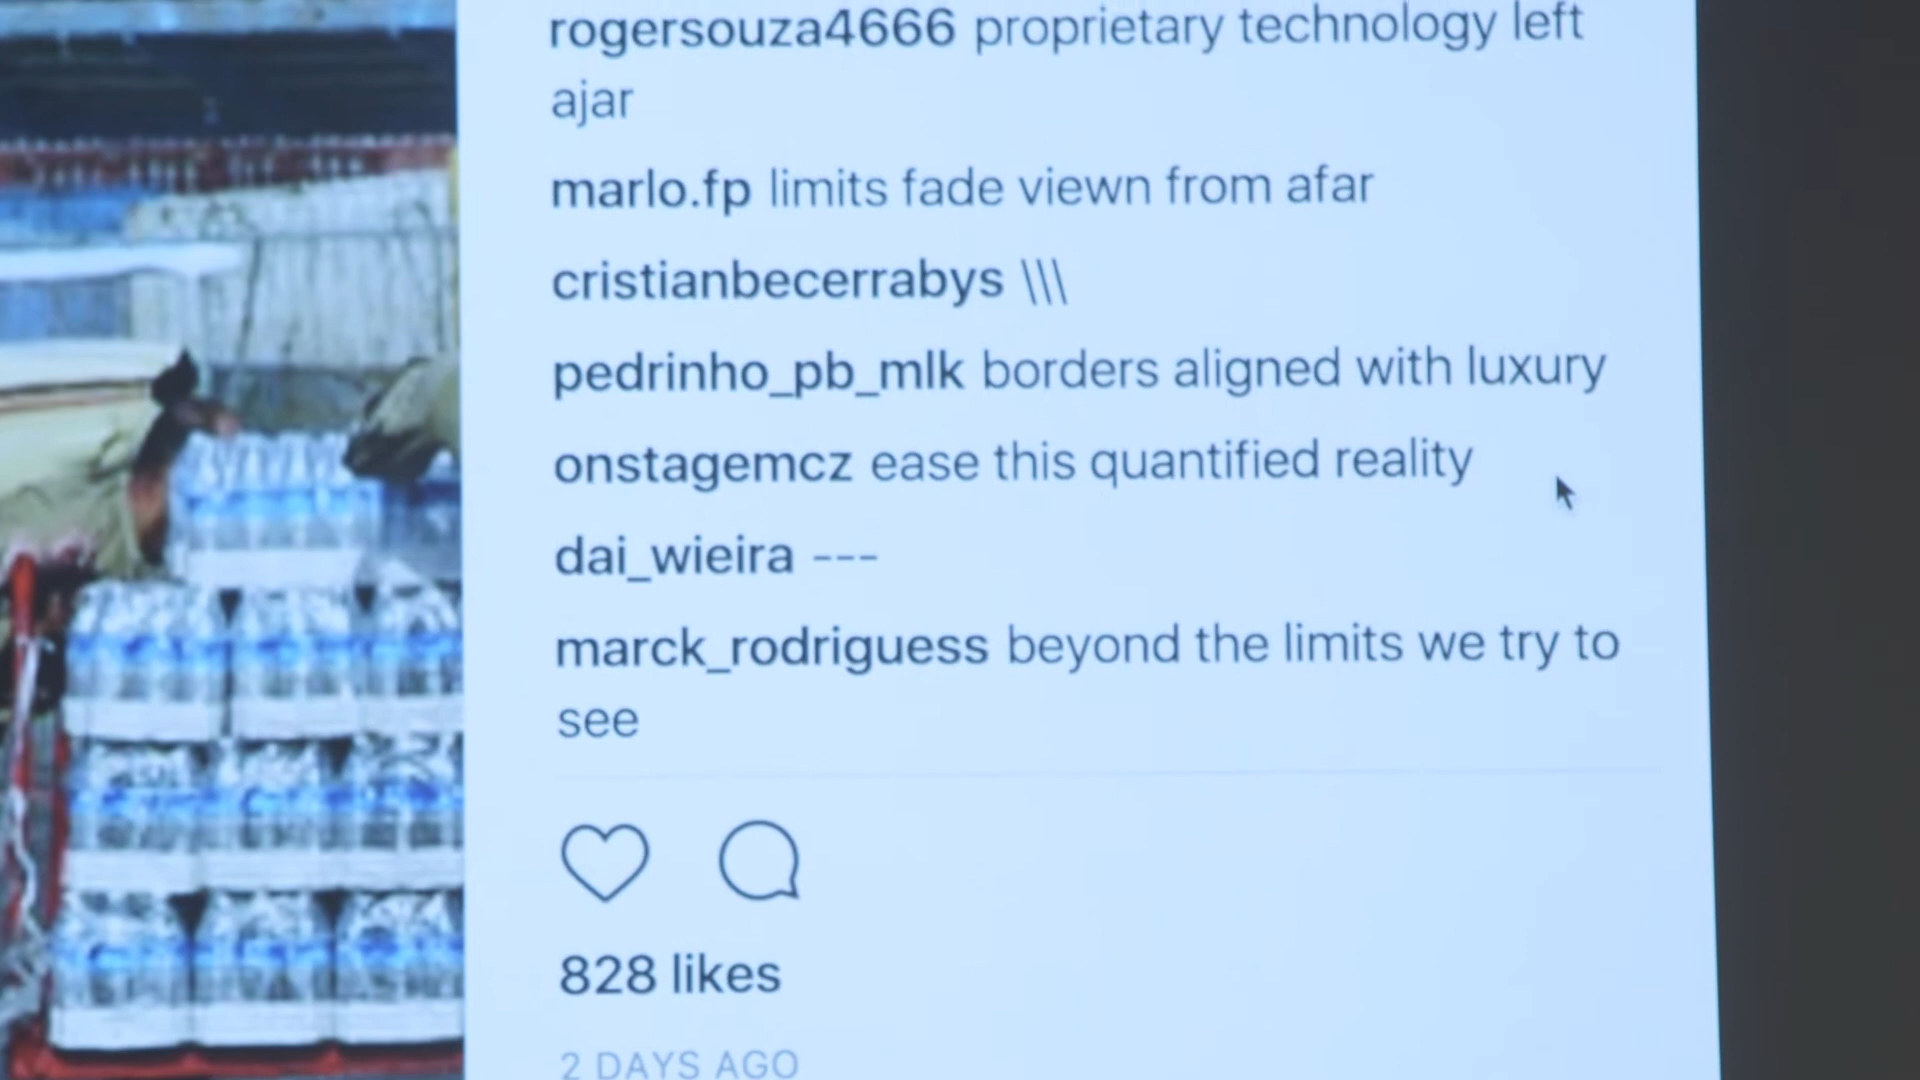 rogersouza4666 proprietary technology left
ajar
marlo.fp limits fade viewn from afar
cristianbecerrabys \\\
pedrinho_pb_mlk borders aligned with luxury
onstagemcz ease this quantified reality
dai_wieira ---
marck_rodriguess beyond the limits we try to
see
828 likes
2 DAYS AGO